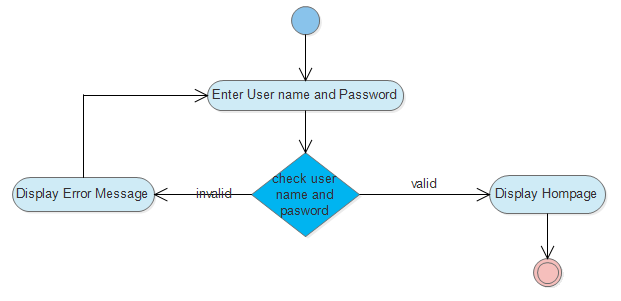 Enter User name and Password
check user
name and
pasword
invalid
valid
Display Error Message
Display Hompage